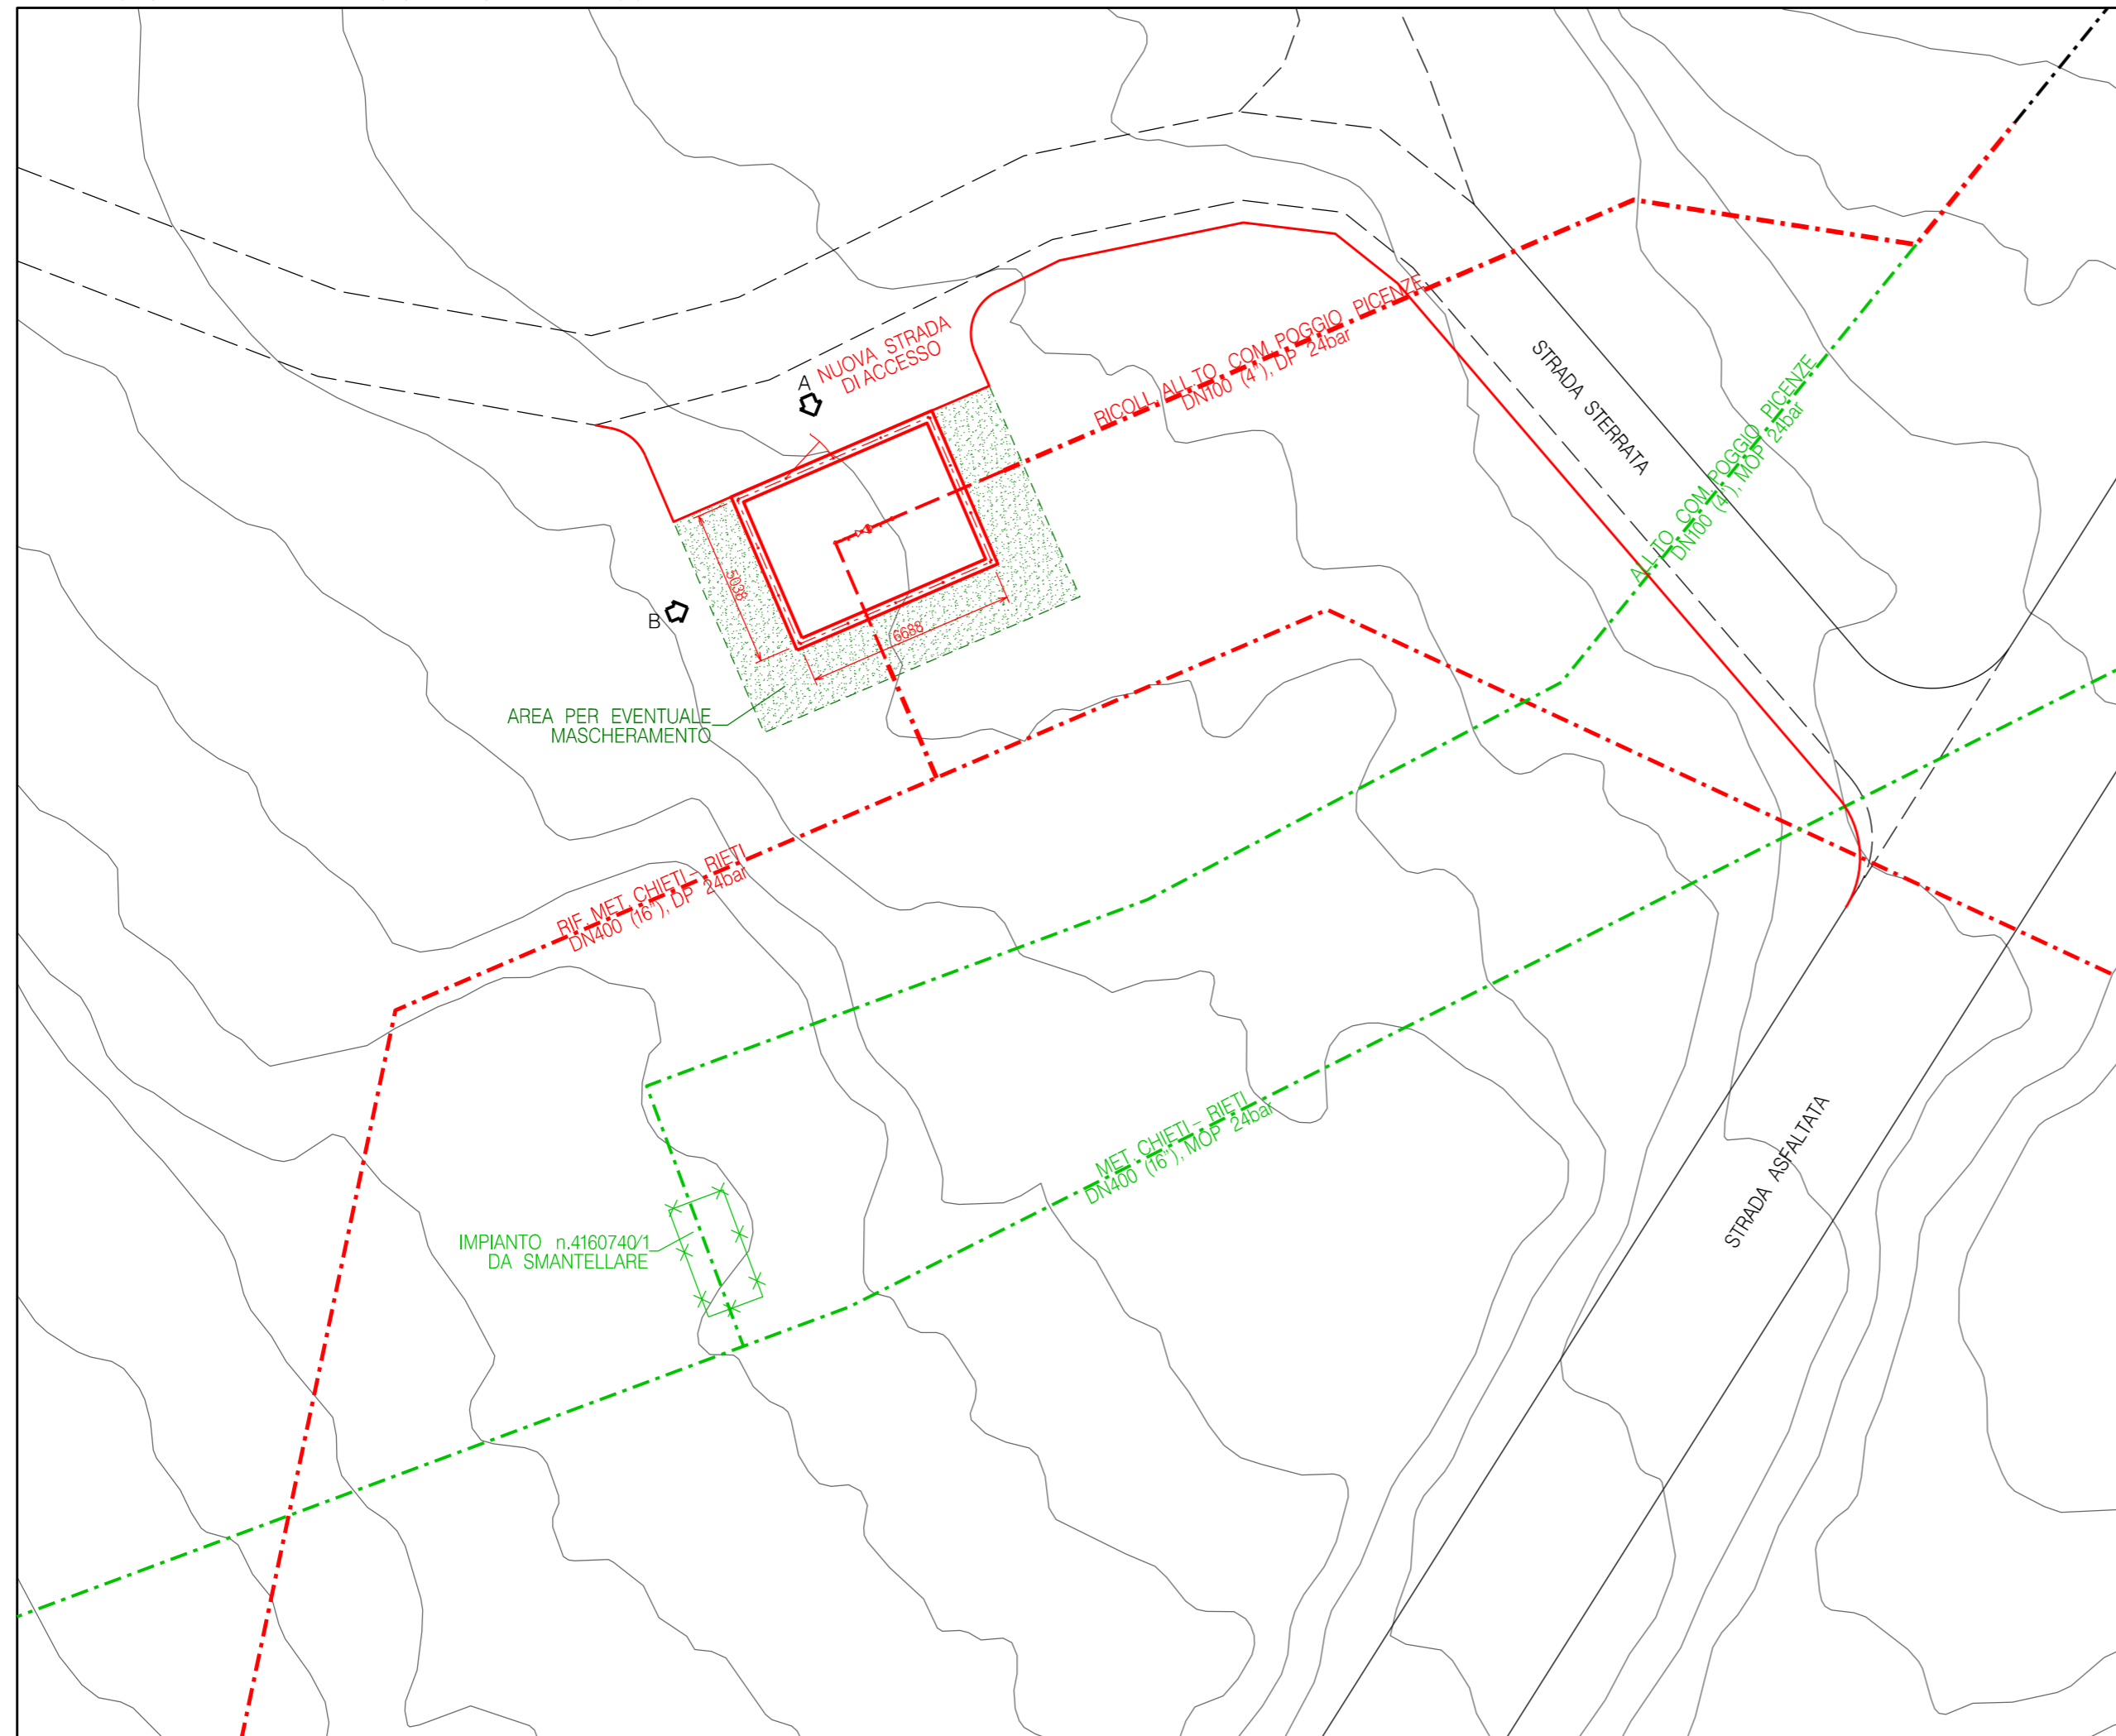 A
NUOVA STRADA
DI ACCESSO
RICOLL. ALL.TO COM. POGGIO PICENZE
DN100 (4"), DP 24bar
STRADA STERRATA
ALL.TO COM. POGGIO PICENZE
DN100 (4"), MOP 24bar
B
5038
6688
AREA PER EVENTUALE
MASCHERAMENTO
RIF. MET. CHIETI - RIETI
DN400 (16"), DP 24bar
MET. CHIETI - RIETI
DN400 (16"), MOP 24bar
IMPIANTO n.4160740/1
DA SMANTELLARE
STRADA ASFALTATA